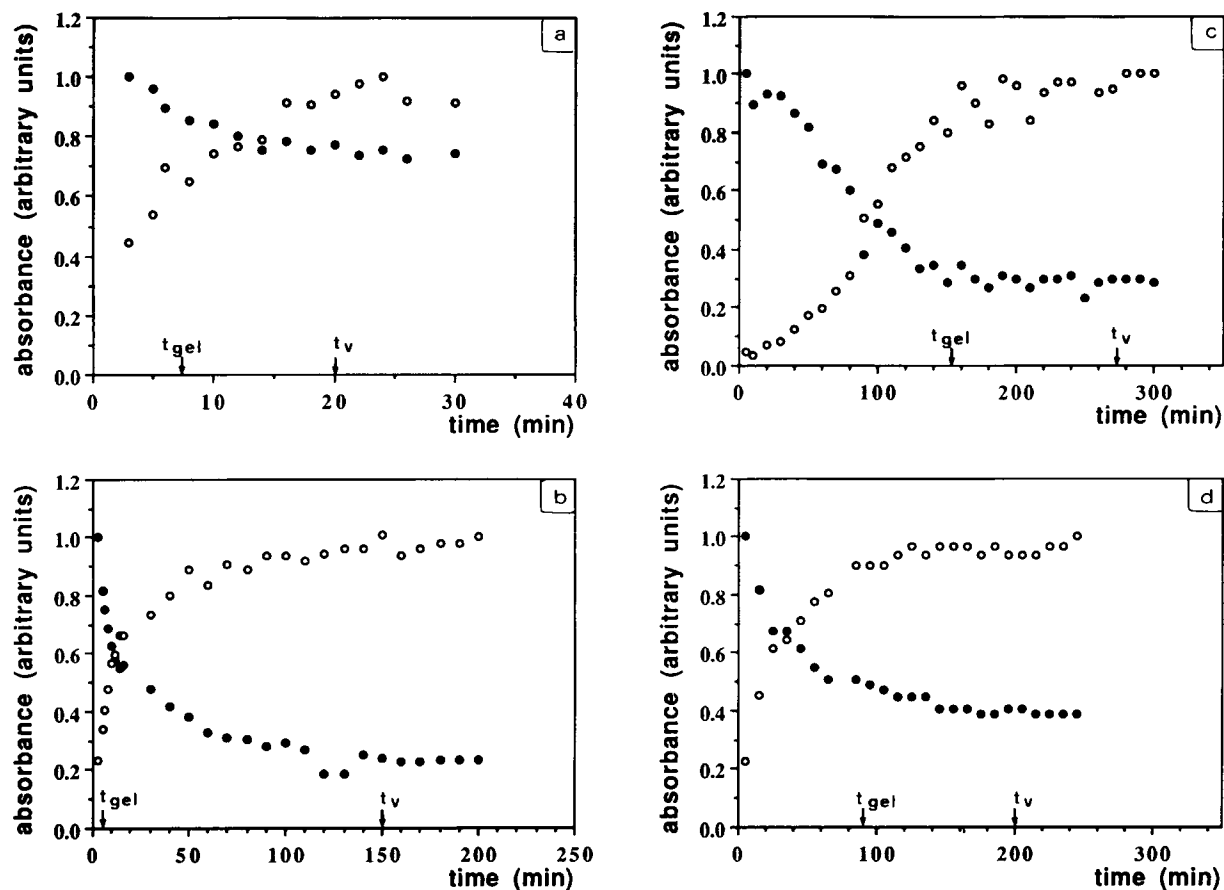 a
absorbance (arbitrary units)
1.2
1.0
0.8
0.6
0.4
0.2
0.0
t gel
t v
0 10 20 30 40
time (min)
c
absorbance (arbitrary units)
1.2
1.0
0.8
0.6
0.4
0.2
0.0
t gel
t v
0 100 200 300
time (min)
b
absorbance (arbitrary units)
1.2
1.0
0.8
0.6
0.4
0.2
0.0
t gel
t v
0 50 100 150 200 250
time (min)
d
absorbance (arbitrary units)
1.2
1.0
0.8
0.6
0.4
0.2
0.0
t gel
t v
0 100 200 300
time (min)